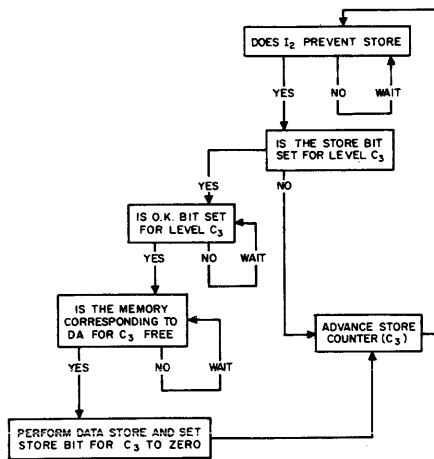 DOES I₂ PREVENT STORE
YES
NO
WAIT
IS THE STORE BIT
SET FOR LEVEL C₃
YES
NO
IS O.K. BIT SET
FOR LEVEL C₃
YES
NO
WAIT
IS THE MEMORY
CORRESPONDING TO
DA FOR C₃ FREE
YES
NO
WAIT
ADVANCE STORE
COUNTER (C₃)
PERFORM DATA STORE AND SET
STORE BIT FOR C₃ TO ZERO